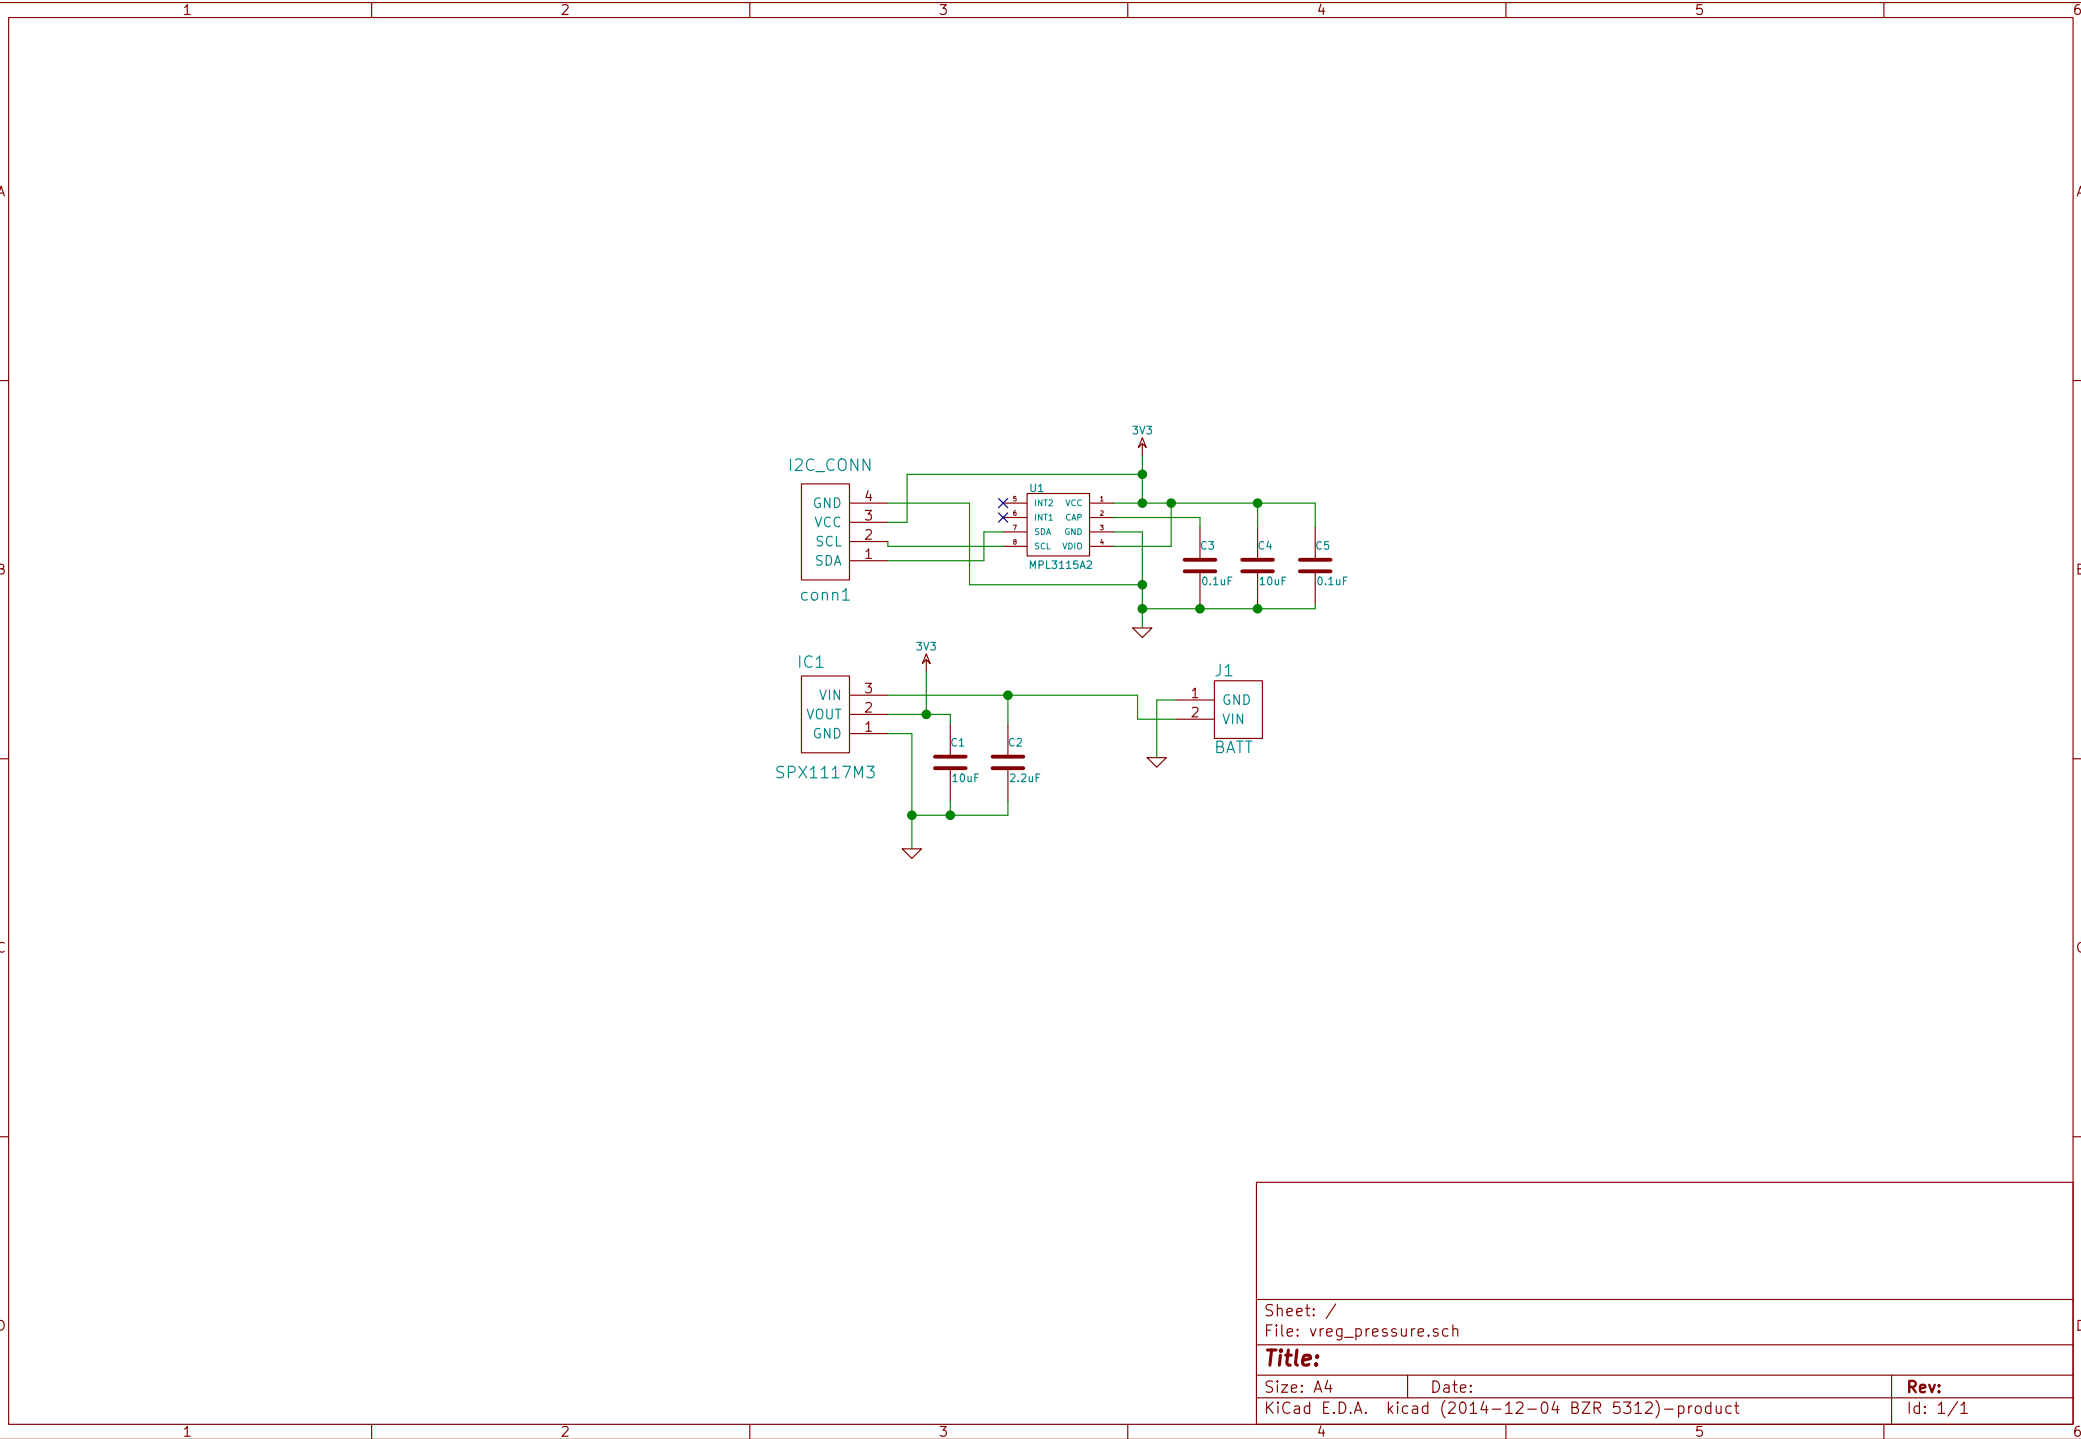 1 2 3 4 5 6
A A
3V3
I2C_CONN
GND 4
VCC 3
SCL 2
SDA 1
conn1
U1
5 INT2 VCC 1
6 INT1 CAP 2
7 SDA GND 3
8 SCL VDIO 4
MPL3115A2
C3 C4 C5
0.1uF 10uF 0.1uF
B B
3V3
IC1
VIN 3
VOUT 2
GND 1
SPX1117M3
C1 C2
10uF 2.2uF
J1
1 GND
2 VIN
BATT
C C
Sheet: /
File: vreg_pressure.sch
Title:
Size: A4 Date: Rev:
KiCad E.D.A. kicad (2014-12-04 BZR 5312)-product Id: 1/1
D D
1 2 3 4 5 6